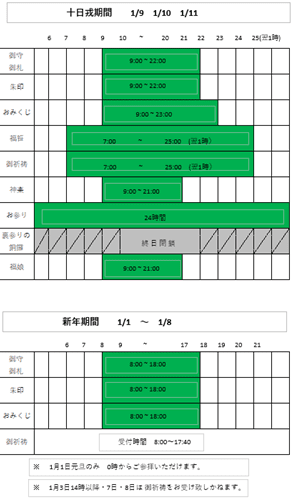 十日戎期間 1/9 1/10 1/11
6 7 8 9 10 ~ 20 21 22 23 24 25(翌1時)
御守
御札
9:00~22:00
朱印
9:00~22:00
おみくじ
9:00~23:00
福笹
7:00 ~ 25:00 (翌1時)
御祈祷
7:00 ~ 25:00 (翌1時)
神楽
9:00~21:00
お参り
24時間
裏参りの
銅鑼
終日閉鎖
福娘
9:00~21:00
新年期間 1/1 ~ 1/8
6 7 8 9 ~ 17 18 19 20 21
御守
御札
8:00~18:00
朱印
8:00~18:00
おみくじ
8:00~18:00
御祈祷
受付時間 8:00~17:40
※ 1月1日元旦のみ 0時からご参拝いただけます。
※ 1月3日14時以降・7日・8日は御祈祷をお受け致しかねます。